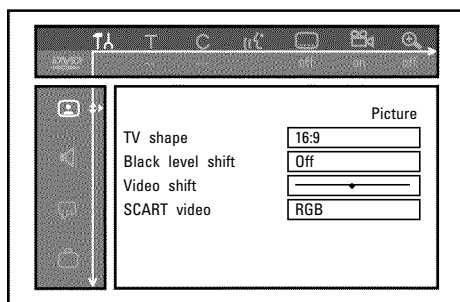 T C
DVD -- --- off on off
Picture
TV shape 16:9
Black level shift Off
Video shift
SCART video RGB